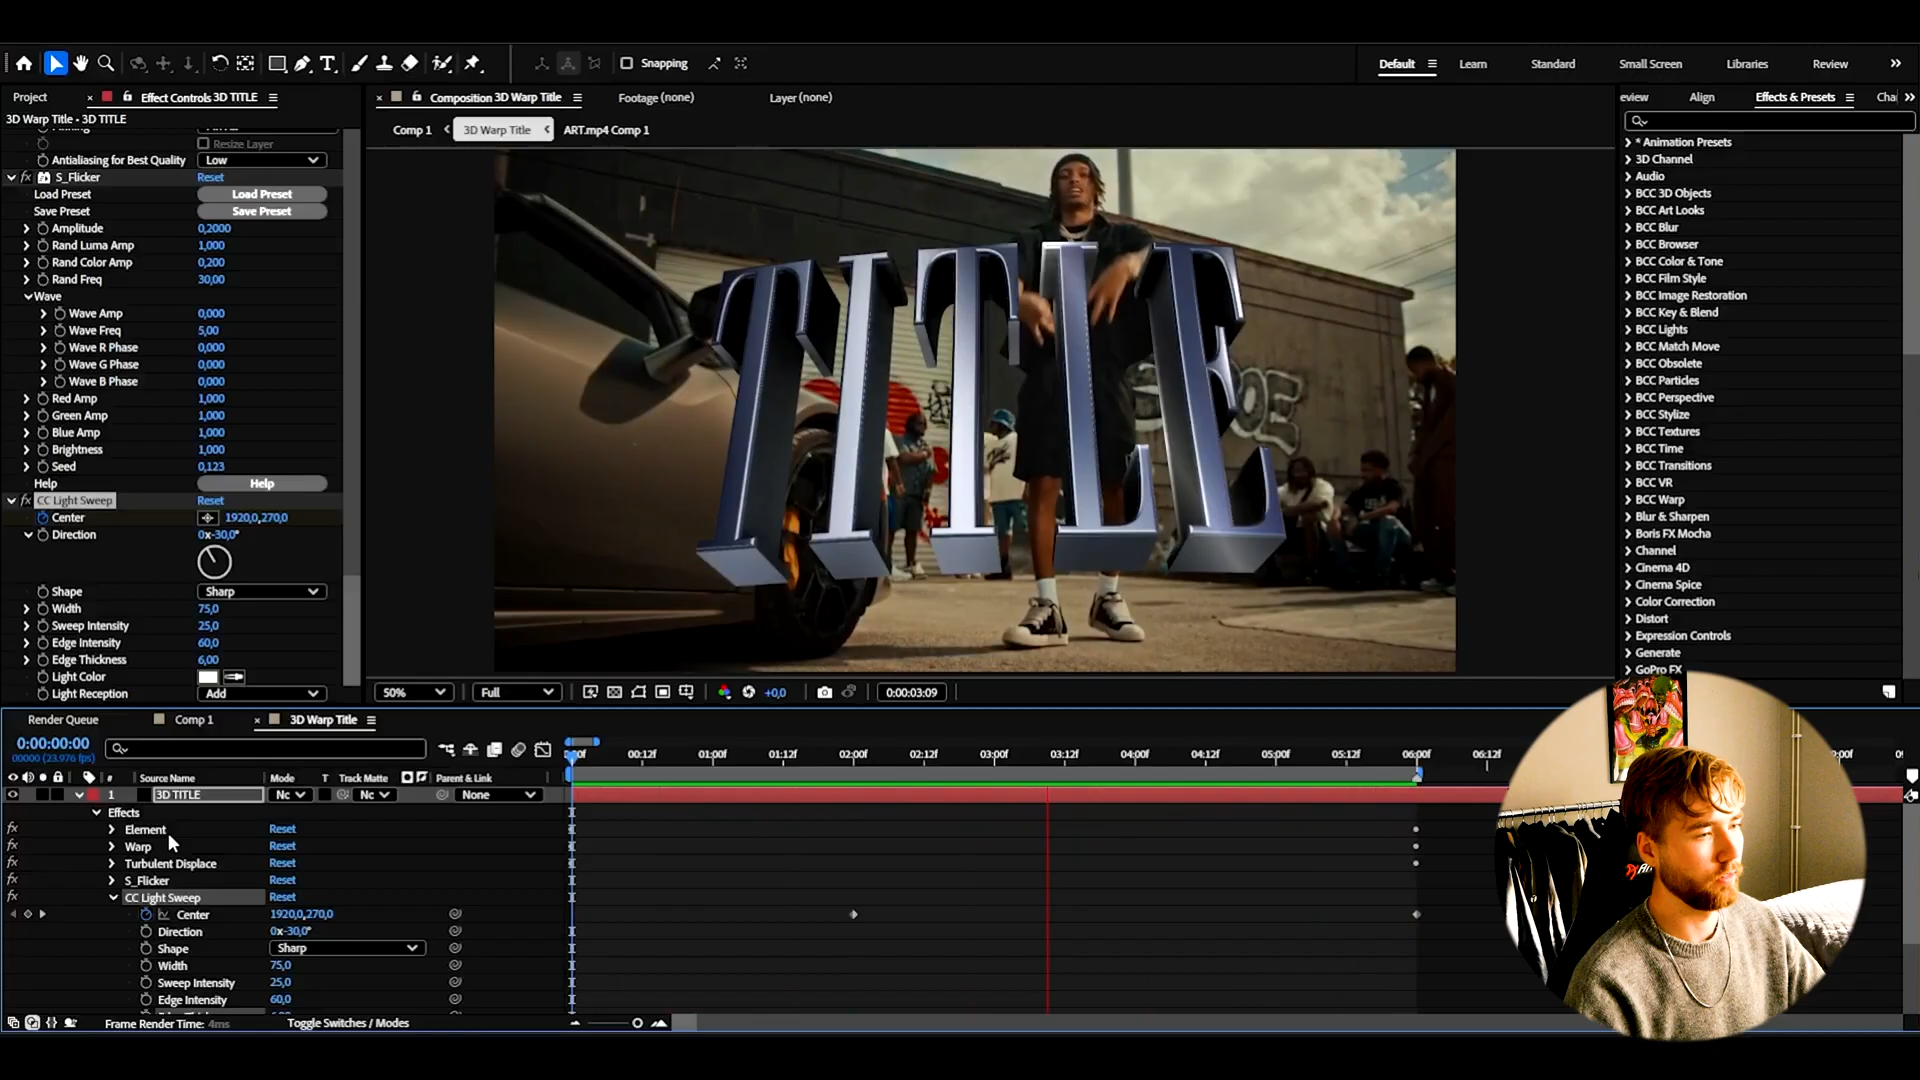 Snapping
Default
Learn
Standard
Small Screen
Libraries
Review
Project
Effect Controls 3D TITLE
3D Warp Title - 3D TITLE
Resize Layer
Antialiasing for Best Quality
Low
fx S_Flicker
Reset
Load Preset
Load Preset
Save Preset
Save Preset
Amplitude
0,2000
Rand Luma Amp
1,000
Rand Color Amp
0,200
Rand Freq
30,00
Wave
Wave Amp
0,000
Wave Freq
5,00
Wave R Phase
0,000
Wave G Phase
0,000
Wave B Phase
0,000
Red Amp
1,000
Green Amp
1,000
Blue Amp
1,000
Brightness
1,000
Seed
0,123
Help
Help
fx CC Light Sweep
Reset
Center
1920,0,270,0
Direction
0x-30,0°
Shape
Sharp
Width
75,0
Sweep Intensity
25,0
Edge Intensity
60,0
Edge Thickness
6,00
Light Color
Light Reception
Add
Composition 3D Warp Title
Footage (none)
Layer (none)
Comp 1
3D Warp Title
ART.mp4 Comp 1
TITLE
50%
Full
+0,0
0:00:03:09
eview
Align
Effects & Presets
Cha
* Animation Presets
3D Channel
Audio
BCC 3D Objects
BCC Art Looks
BCC Blur
BCC Browser
BCC Color & Tone
BCC Film Style
BCC Image Restoration
BCC Key & Blend
BCC Lights
BCC Match Move
BCC Obsolete
BCC Particles
BCC Perspective
BCC Stylize
BCC Textures
BCC Time
BCC Transitions
BCC VR
BCC Warp
Blur & Sharpen
Boris FX Mocha
Channel
Cinema 4D
Cinema Spice
Color Correction
Distort
Expression Controls
Generate
GoPro FX
Render Queue
Comp 1
3D Warp Title
0:00:00:00
00000 (23.976 fps)
00:12f
01:00f
01:12f
02:00f
02:12f
03:00f
03:12f
04:00f
04:12f
05:00f
05:12f
06:00f
06:12f
#
Source Name
Mode
T
Track Matte
Parent & Link
1
3D TITLE
Nc
Nc
None
Effects
fx
Element
Reset
fx
Warp
Reset
fx
Turbulent Displace
Reset
fx
S_Flicker
Reset
fx
CC Light Sweep
Reset
Center
1920,0,270,0
Direction
0x-30,0°
Shape
Sharp
Width
75,0
Sweep Intensity
25,0
Edge Intensity
60,0
Frame Render Time: 4ms
Toggle Switches / Modes